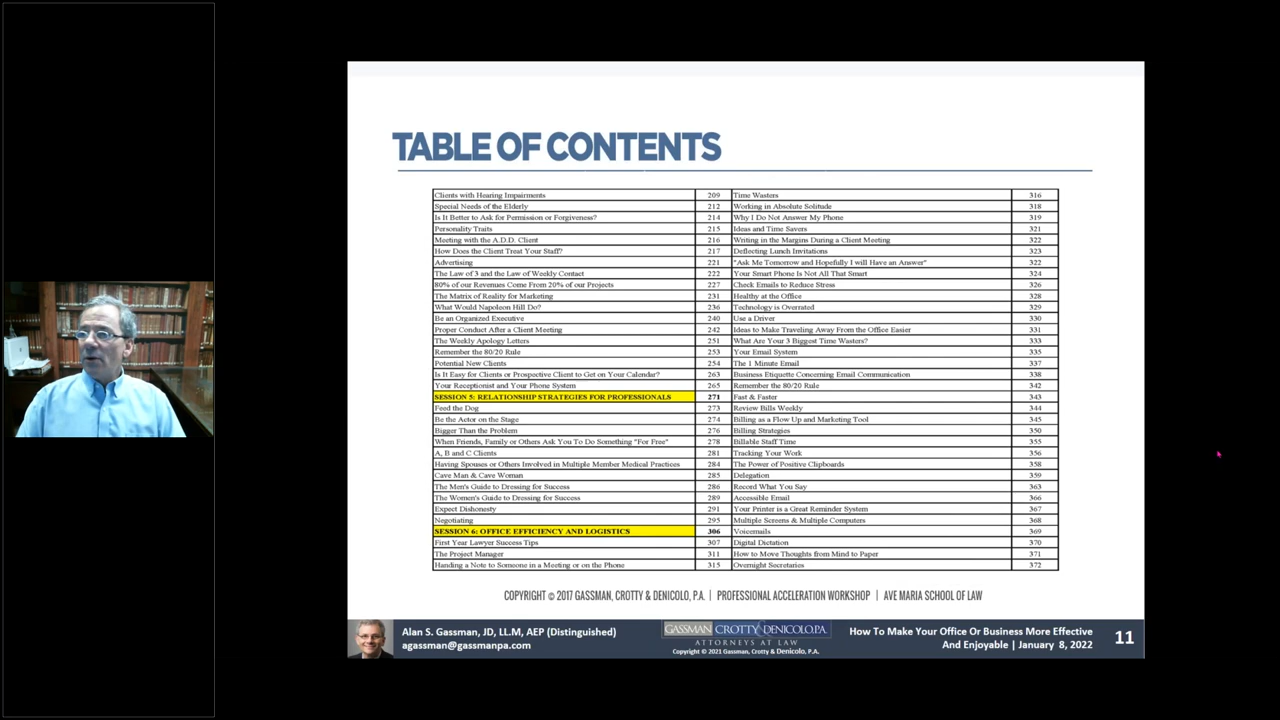 TABLE OF CONTENTS
Clients with Hearing Impairments 209 Time Wasters 316
Special Needs of the Elderly 212 Working in Absolute Solitude 318
Is It Better to Ask for Permission or Forgiveness? 214 Why I Do Not Answer My Phone 319
Personality Traits 215 Ideas and Time Savers 321
Meeting with the A.D.D. Client 216 Writing in the Margins During a Client Meeting 322
How Does the Client Treat Your Staff? 217 Deflecting Lunch Invitations 323
Advertising 221 "Ask Me Tomorrow and Hopefully I will Have an Answer" 322
The Law of 3 and the Law of Weekly Contact 222 Your Smart Phone Is Not All That Smart 324
80% of our Revenues Come From 20% of our Projects 227 Check Emails to Reduce Stress 326
The Matrix of Reality for Marketing 231 Healthy at the Office 328
What Would Napoleon Hill Do? 236 Technology is Overrated 329
Be an Organized Executive 240 Use a Driver 330
Proper Conduct After a Client Meeting 242 Ideas to Make Traveling Away From the Office Easier 331
The Weekly Apology Letters 251 What Are Your 3 Biggest Time Wasters? 333
Remember the 80/20 Rule 253 Your Email System 335
Potential New Clients 254 The 1 Minute Email 337
Is It Easy for Clients or Prospective Client to Get on Your Calendar? 263 Business Etiquette Concerning Email Communication 338
Your Receptionist and Your Phone System 265 Remember the 80/20 Rule 342
SESSION 5: RELATIONSHIP STRATEGIES FOR PROFESSIONALS 271 Fast & Faster 343
Feed the Dog 273 Review Bills Weekly 344
Be the Actor on the Stage 274 Billing as a Flow Up and Marketing Tool 345
Bigger Than the Problem 276 Billing Strategies 350
When Friends, Family or Others Ask You To Do Something "For Free" 278 Billable Staff Time 355
A, B and C Clients 281 Tracking Your Work 356
Having Spouses or Others Involved in Multiple Member Medical Practices 284 The Power of Positive Clipboards 358
Cave Man & Cave Woman 285 Delegation 359
The Men's Guide to Dressing for Success 286 Record What You Say 363
The Women's Guide to Dressing for Success 289 Accessible Email 366
Expect Dishonesty 291 Your Printer is a Great Reminder System 367
Negotiating 295 Multiple Screens & Multiple Computers 368
SESSION 6: OFFICE EFFICIENCY AND LOGISTICS 306 Voicemails 369
First Year Lawyer Success Tips 307 Digital Dictation 370
The Project Manager 311 How to Move Thoughts from Mind to Paper 371
Handing a Note to Someone in a Meeting or on the Phone 315 Overnight Secretaries 372
COPYRIGHT © 2017 GASSMAN, CROTTY & DENICOLO, P.A. | PROFESSIONAL ACCELERATION WORKSHOP | AVE MARIA SCHOOL OF LAW
Alan S. Gassman, JD, LL.M, AEP (Distinguished)
agassman@gassmanpa.com
GASSMAN CROTTY & DENICOLO, P.A.
ATTORNEYS AT LAW
Copyright © 2021 Gassman, Crotty & Denicolo, P.A.
How To Make Your Office Or Business More Effective
And Enjoyable | January 8, 2022
11